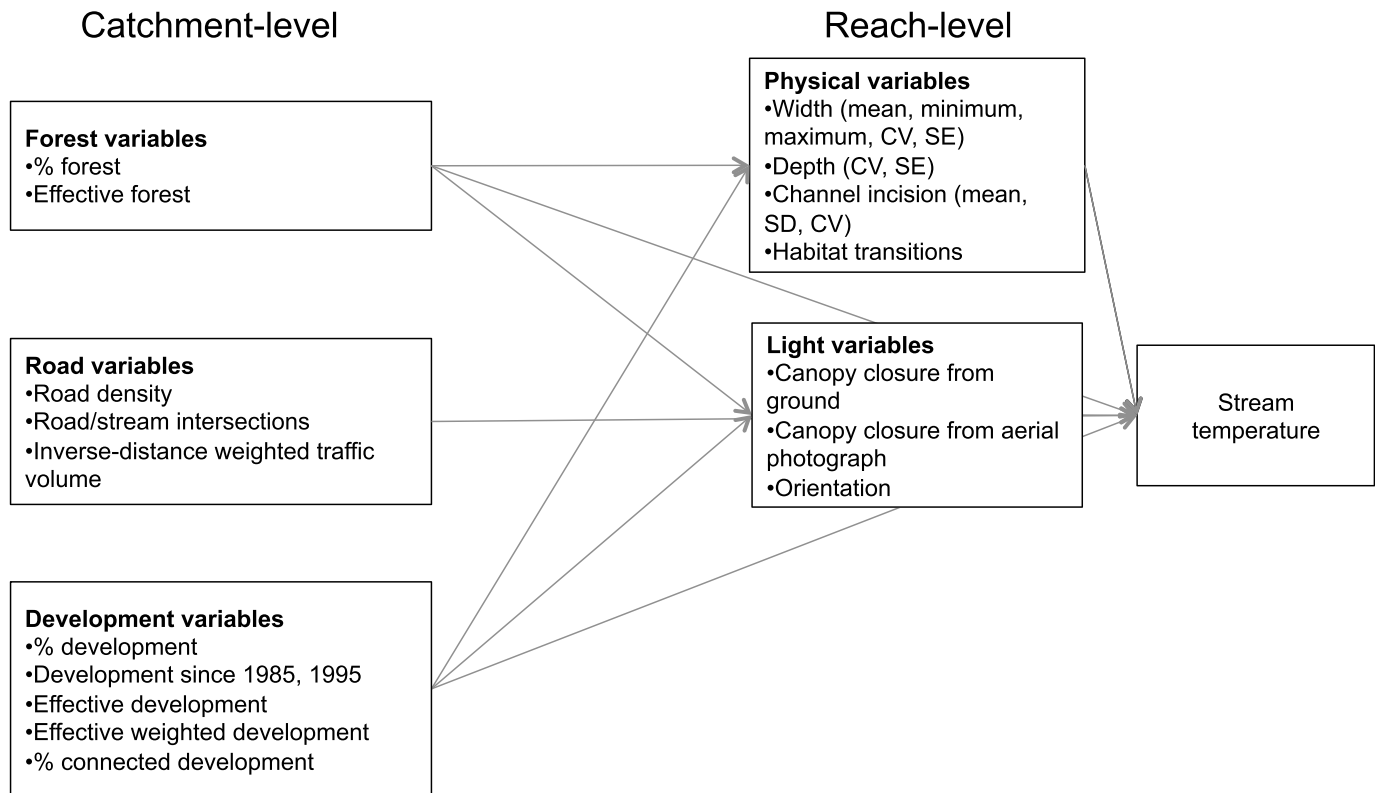 Catchment-level
Reach-level
Forest variables
•% forest
•Effective forest
Road variables
•Road density
•Road/stream intersections
•Inverse-distance weighted traffic
volume
Development variables
•% development
•Development since 1985, 1995
•Effective development
•Effective weighted development
•% connected development
Physical variables
•Width (mean, minimum,
maximum, CV, SE)
•Depth (CV, SE)
•Channel incision (mean,
SD, CV)
•Habitat transitions
Light variables
•Canopy closure from
ground
•Canopy closure from aerial
photograph
•Orientation
Stream
temperature